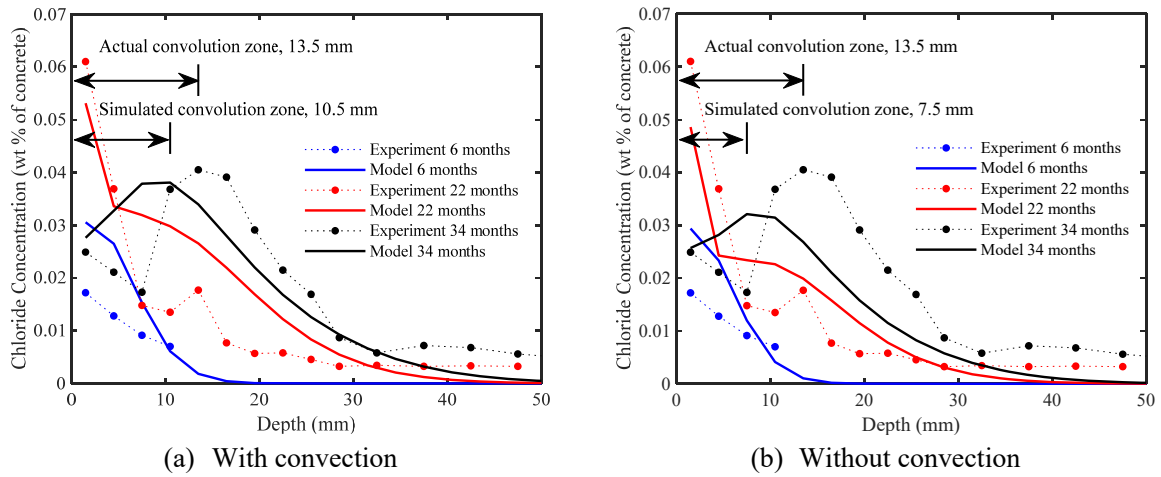 0.07
0.06
0.05
0.04
0.03
0.02
0.01
0
Chloride Concentration (wt % of concrete)
Actual convolution zone, 13.5 mm
Simulated convolution zone, 10.5 mm
Experiment 6 months
Model 6 months
Experiment 22 months
Model 22 months
Experiment 34 months
Model 34 months
0 10 20 30 40 50
Depth (mm)
(a) With convection
0.07
0.06
0.05
0.04
0.03
0.02
0.01
0
Chloride Concentration (wt % of concrete)
Actual convolution zone, 13.5 mm
Simulated convolution zone, 7.5 mm
Experiment 6 months
Model 6 months
Experiment 22 months
Model 22 months
Experiment 34 months
Model 34 months
0 10 20 30 40 50
Depth (mm)
(b) Without convection